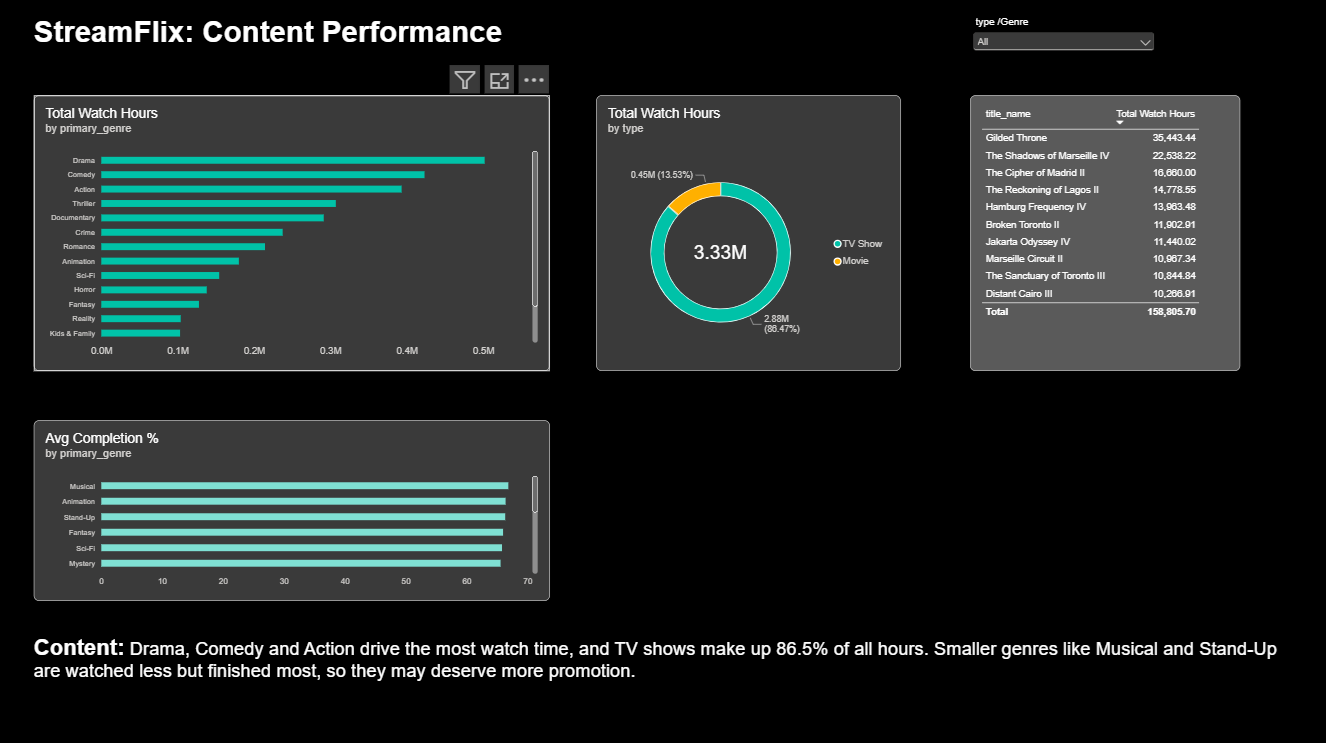 StreamFlix: Content Performance
type /Genre
All
Total Watch Hours
by primary_genre
Drama
Comedy
Action
Thriller
Documentary
Crime
Romance
Animation
Sci-Fi
Horror
Fantasy
Reality
Kids & Family
0.0M 0.1M 0.2M 0.3M 0.4M 0.5M
Total Watch Hours
by type
0.45M (13.53%)
3.33M
2.88M
(86.47%)
TV Show
Movie
title_name Total Watch Hours
Gilded Throne 35,443.44
The Shadows of Marseille IV 22,538.22
The Cipher of Madrid II 16,660.00
The Reckoning of Lagos II 14,778.55
Hamburg Frequency IV 13,963.48
Broken Toronto II 11,902.91
Jakarta Odyssey IV 11,440.02
Marseille Circuit II 10,967.34
The Sanctuary of Toronto III 10,844.84
Distant Cairo III 10,266.91
Total 158,805.70
Avg Completion %
by primary_genre
Musical
Animation
Stand-Up
Fantasy
Sci-Fi
Mystery
0 10 20 30 40 50 60 70
Content: Drama, Comedy and Action drive the most watch time, and TV shows make up 86.5% of all hours. Smaller genres like Musical and Stand-Up
are watched less but finished most, so they may deserve more promotion.